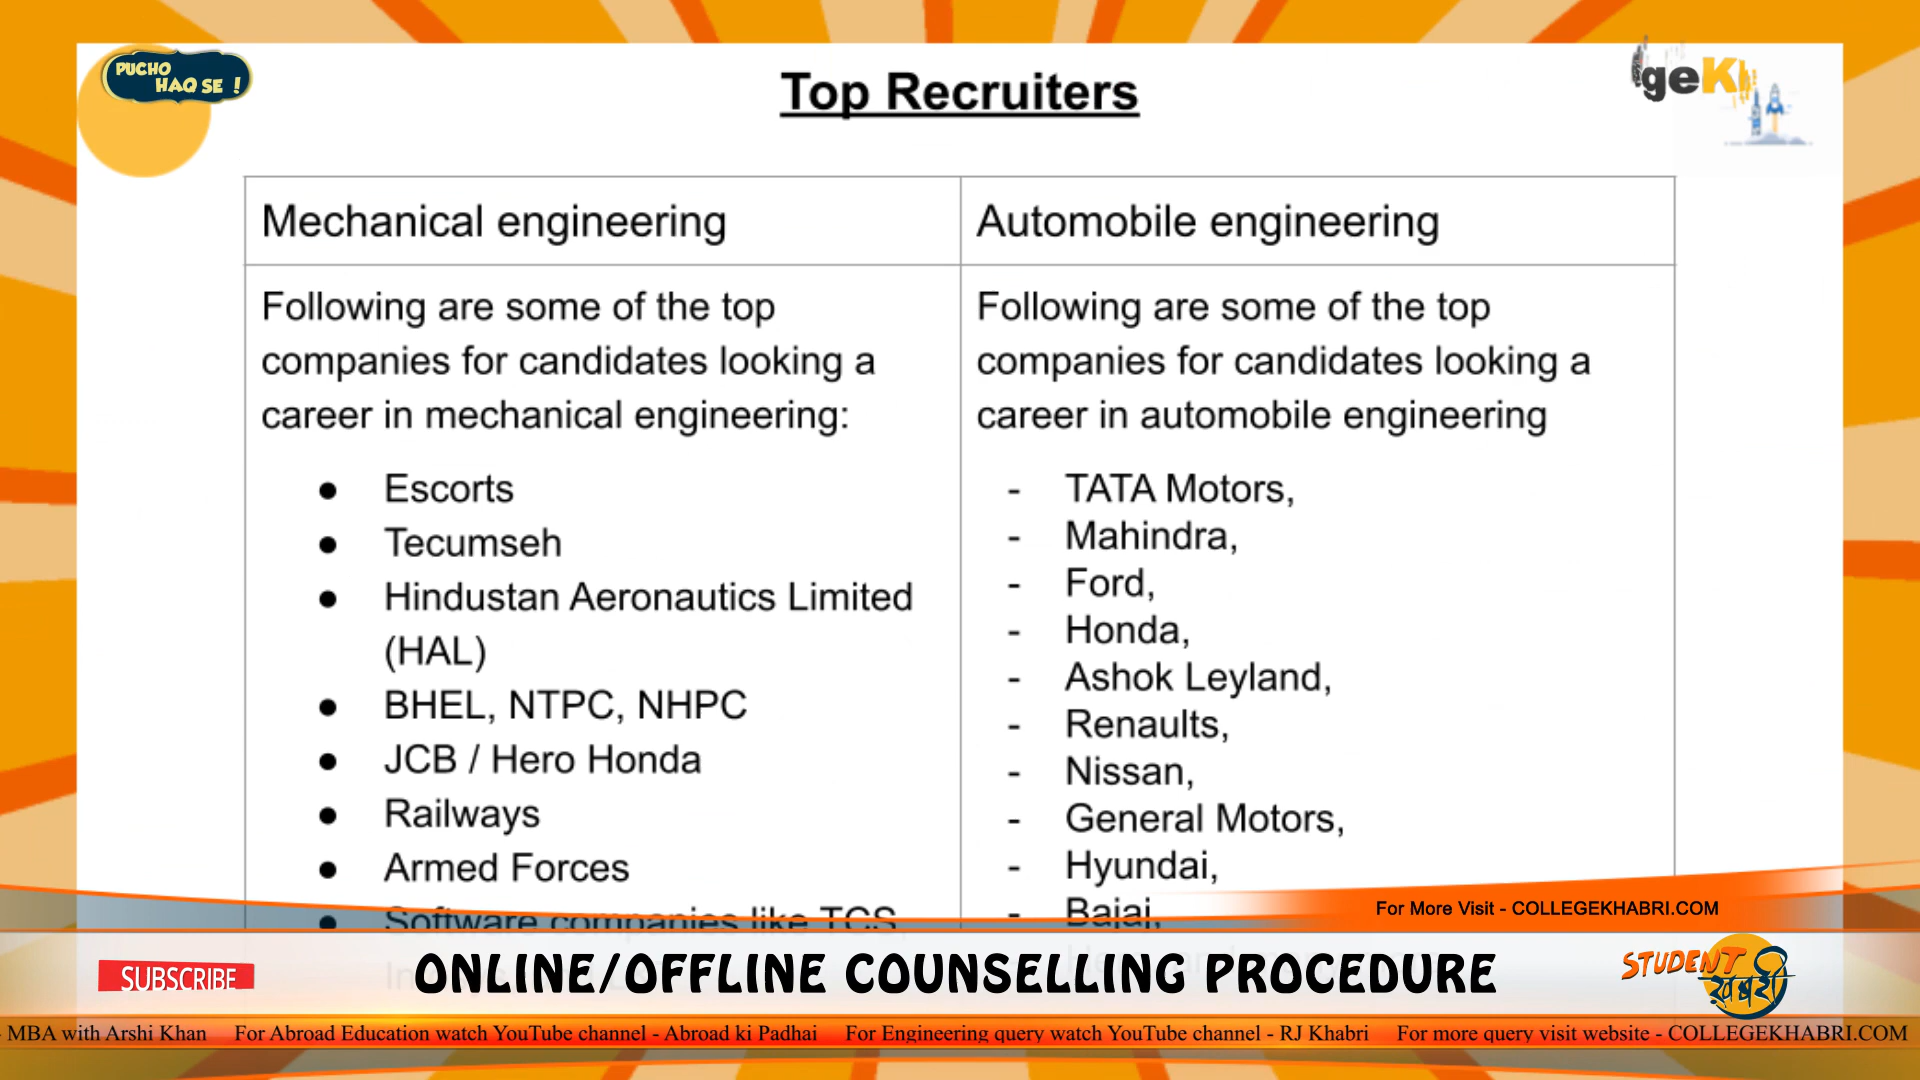 PUCHO
HAQ SE !
Top Recruiters
geK
Mechanical engineering
Automobile engineering
Following are some of the top
companies for candidates looking a
career in mechanical engineering:
● Escorts
● Tecumseh
● Hindustan Aeronautics Limited
(HAL)
● BHEL, NTPC, NHPC
● JCB / Hero Honda
● Railways
● Armed Forces
● Software companies like TCS,
Following are some of the top
companies for candidates looking a
career in automobile engineering
- TATA Motors,
- Mahindra,
- Ford,
- Honda,
- Ashok Leyland,
- Renaults,
- Nissan,
- General Motors,
- Hyundai,
- Bajaj,
For More Visit - COLLEGEKHABRI.COM
SUBSCRIBE
ONLINE/OFFLINE COUNSELLING PROCEDURE
STUDENT
ख़बरी
- MBA with Arshi Khan For Abroad Education watch YouTube channel - Abroad ki Padhai For Engineering query watch YouTube channel - RJ Khabri For more query visit website - COLLEGEKHABRI.COM